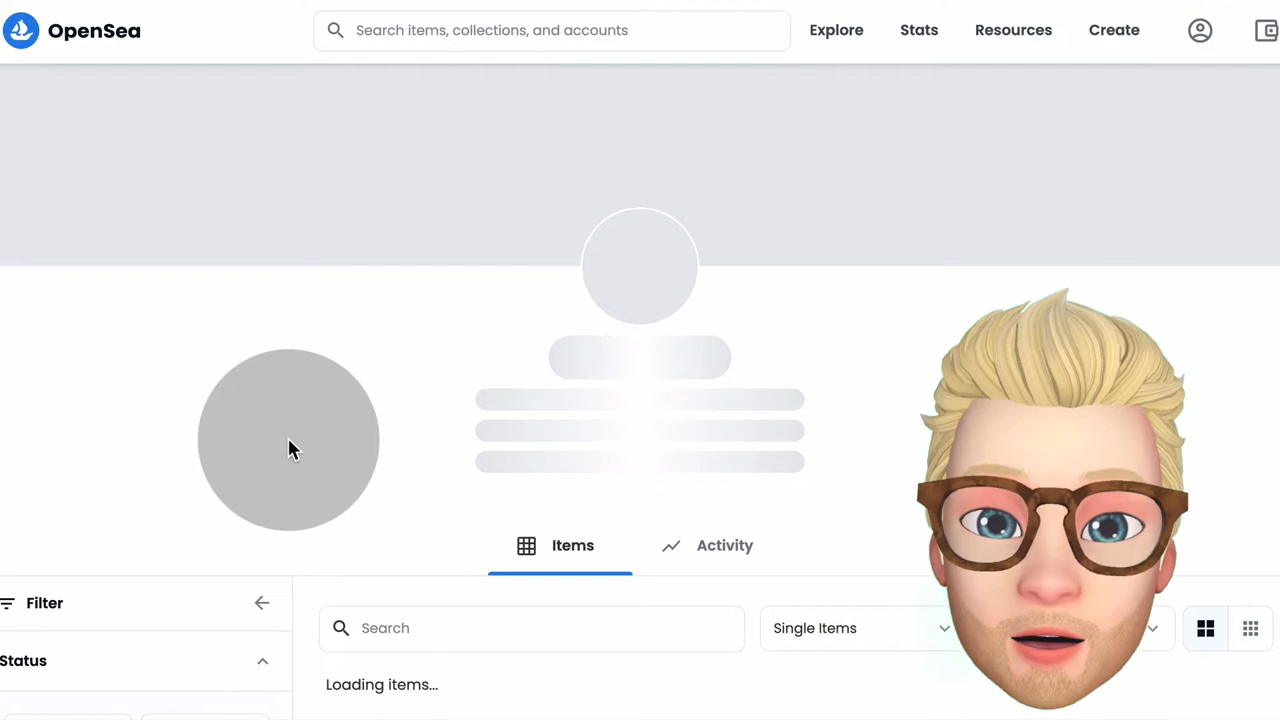 OpenSea
Search items, collections, and accounts
Explore
Stats
Resources
Create
Items
Activity
Filter
Search
Single Items
Status
Loading items...